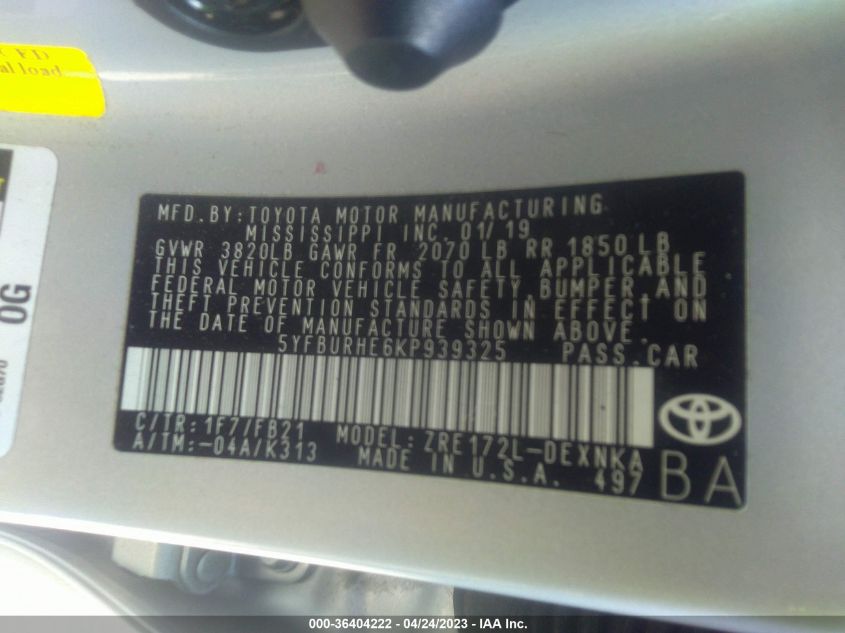 al load
OG
MFD. BY: TOYOTA MOTOR MANUFACTURING
MISSISSIPPI INC. 01/19
GVWR 3820LB GAWR FR 2070 LB RR 1850 LB
THIS VEHICLE CONFORMS TO ALL APPLICABLE
FEDERAL MOTOR VEHICLE SAFETY, BUMPER AND
THEFT PREVENTION STANDARDS IN EFFECT ON
THE DATE OF MANUFACTURE SHOWN ABOVE.
5YFBURHE6KP939325 PASS. CAR
C/TR: 1F7/FB21 MODEL: ZRE172L-DEXNKA
A/TM: -04A/K313 MADE IN U.S.A. 497
BA
000-36404222 - 04/24/2023 - IAA Inc.